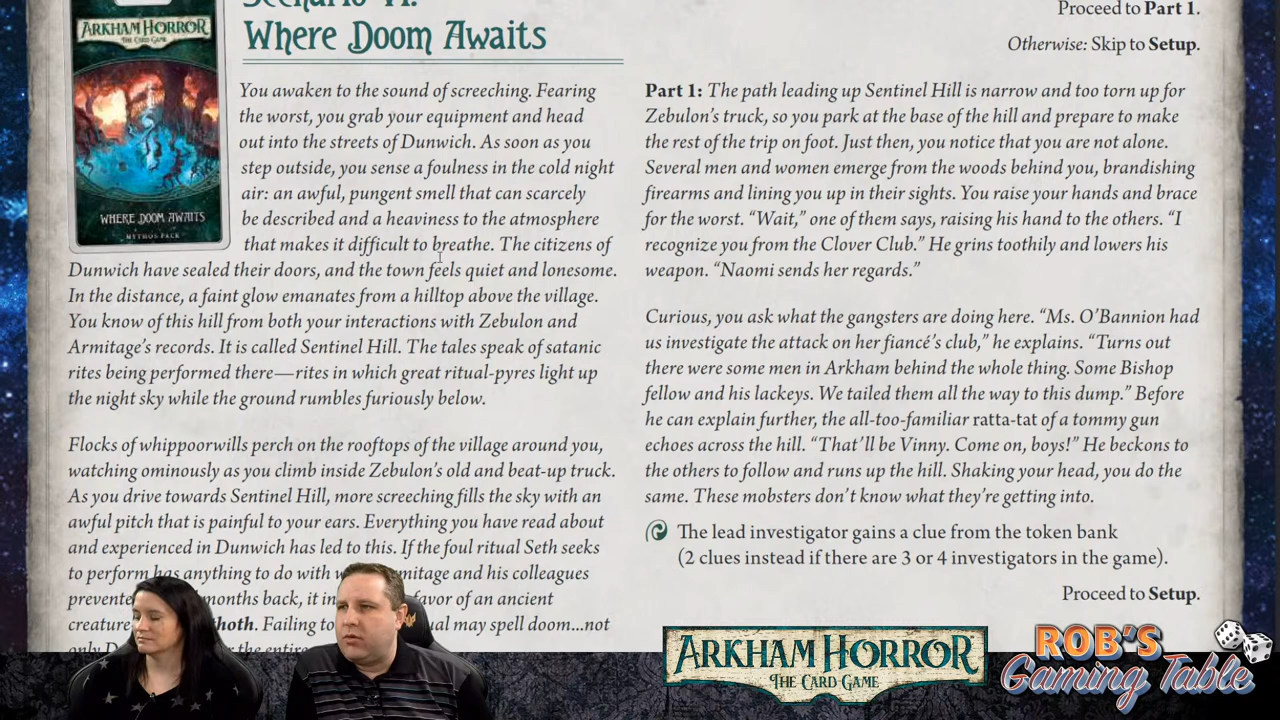 Scenario VI:
Where Doom Awaits
ARKHAM HORROR
THE CARD GAME
WHERE DOOM AWAITS
MYTHOS PACK
You awaken to the sound of screeching. Fearing
the worst, you grab your equipment and head
out into the streets of Dunwich. As soon as you
step outside, you sense a foulness in the cold night
air: an awful, pungent smell that can scarcely
be described and a heaviness to the atmosphere
that makes it difficult to breathe. The citizens of
Dunwich have sealed their doors, and the town feels quiet and lonesome.
In the distance, a faint glow emanates from a hilltop above the village.
You know of this hill from both your interactions with Zebulon and
Armitage's records. It is called Sentinel Hill. The tales speak of satanic
rites being performed there—rites in which great ritual-pyres light up
the night sky while the ground rumbles furiously below.
Flocks of whippoorwills perch on the rooftops of the village around you,
watching ominously as you climb inside Zebulon's old and beat-up truck.
As you drive towards Sentinel Hill, more screeching fills the sky with an
awful pitch that is painful to your ears. Everything you have read about
and experienced in Dunwich has led to this. If the foul ritual Seth seeks
to perform has anything to do with mitage and his colleagues
prevente months back, it in favor of an ancient
creature thoth. Failing to ual may spell doom...not
only the entire
Proceed to Part 1.
Otherwise: Skip to Setup.
Part 1: The path leading up Sentinel Hill is narrow and too torn up for
Zebulon's truck, so you park at the base of the hill and prepare to make
the rest of the trip on foot. Just then, you notice that you are not alone.
Several men and women emerge from the woods behind you, brandishing
firearms and lining you up in their sights. You raise your hands and brace
for the worst. “Wait,” one of them says, raising his hand to the others. “I
recognize you from the Clover Club.” He grins toothily and lowers his
weapon. “Naomi sends her regards.”
Curious, you ask what the gangsters are doing here. “Ms. O'Bannion had
us investigate the attack on her fiancé's club,” he explains. “Turns out
there were some men in Arkham behind the whole thing. Some Bishop
fellow and his lackeys. We tailed them all the way to this dump.” Before
he can explain further, the all-too-familiar ratta-tat of a tommy gun
echoes across the hill. “That'll be Vinny. Come on, boys!” He beckons to
the others to follow and runs up the hill. Shaking your head, you do the
same. These mobsters don't know what they're getting into.
The lead investigator gains a clue from the token bank
(2 clues instead if there are 3 or 4 investigators in the game).
Proceed to Setup.
ARKHAM HORROR
THE CARD GAME
ROB'S
Gaming Table